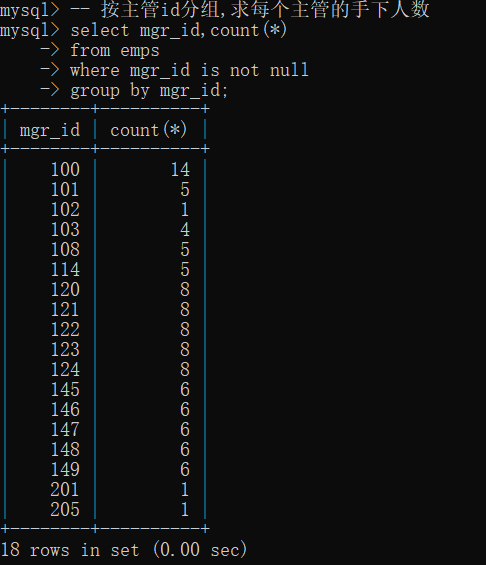 mysql> -- 按主管id分组,求每个主管的手下人数
mysql> select mgr_id,count(*)
    -> from emps
    -> where mgr_id is not null
    -> group by mgr_id;
+--------+----------+
| mgr_id | count(*) |
+--------+----------+
|    100 |       14 |
|    101 |        5 |
|    102 |        1 |
|    103 |        4 |
|    108 |        5 |
|    114 |        5 |
|    120 |        8 |
|    121 |        8 |
|    122 |        8 |
|    123 |        8 |
|    124 |        8 |
|    145 |        6 |
|    146 |        6 |
|    147 |        6 |
|    148 |        6 |
|    149 |        6 |
|    201 |        1 |
|    205 |        1 |
+--------+----------+
18 rows in set (0.00 sec)